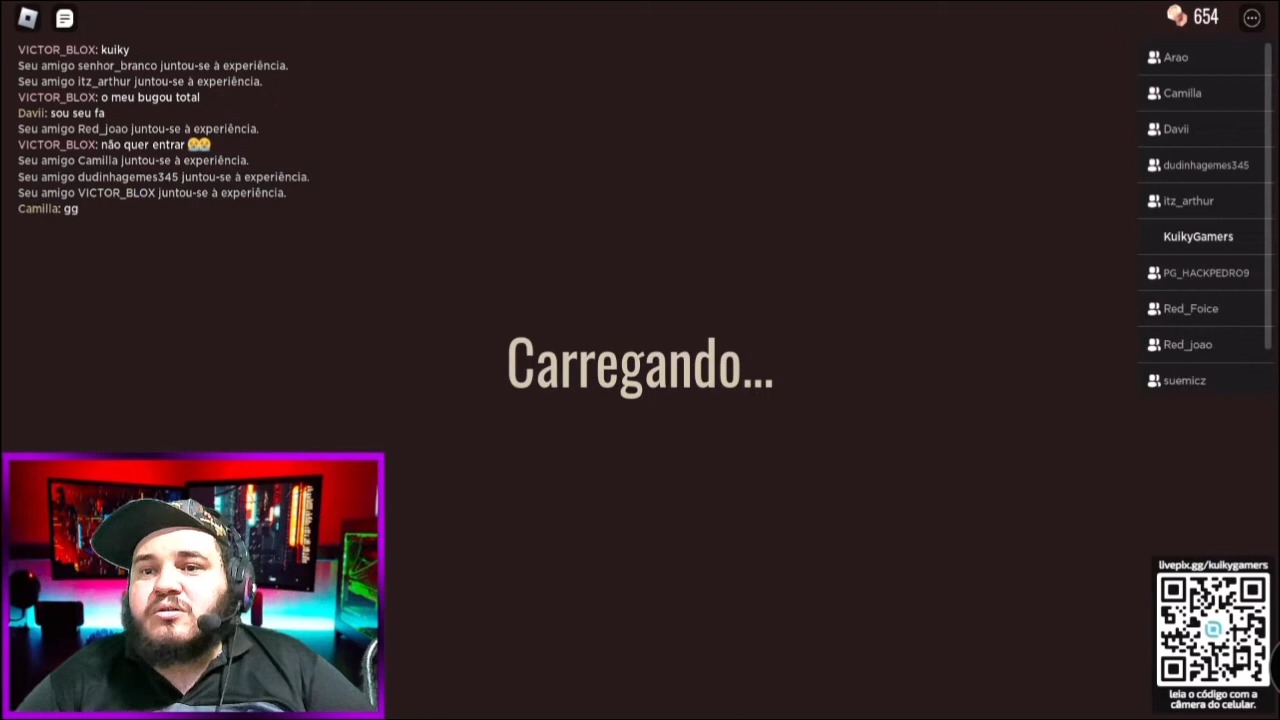 654
VICTOR_BLOX: kuiky
Seu amigo senhor_branco juntou-se à experiência.
Seu amigo itz_arthur juntou-se à experiência.
VICTOR_BLOX: o meu bugou total
Davii: sou seu fa
Seu amigo Red_joao juntou-se à experiência.
VICTOR_BLOX: não quer entrar 😭😭
Seu amigo Camilla juntou-se à experiência.
Seu amigo dudinhagemes345 juntou-se à experiência.
Seu amigo VICTOR_BLOX juntou-se à experiência.
Camilla: gg
Arao
Camilla
Davii
dudinhagemes345
itz_arthur
KuikyGamers
PG_HACKPEDRO9
Red_Foice
Red_joao
suemicz
Carregando...
livepix.gg/kuikygamers
leia o código com a
câmera do celular.